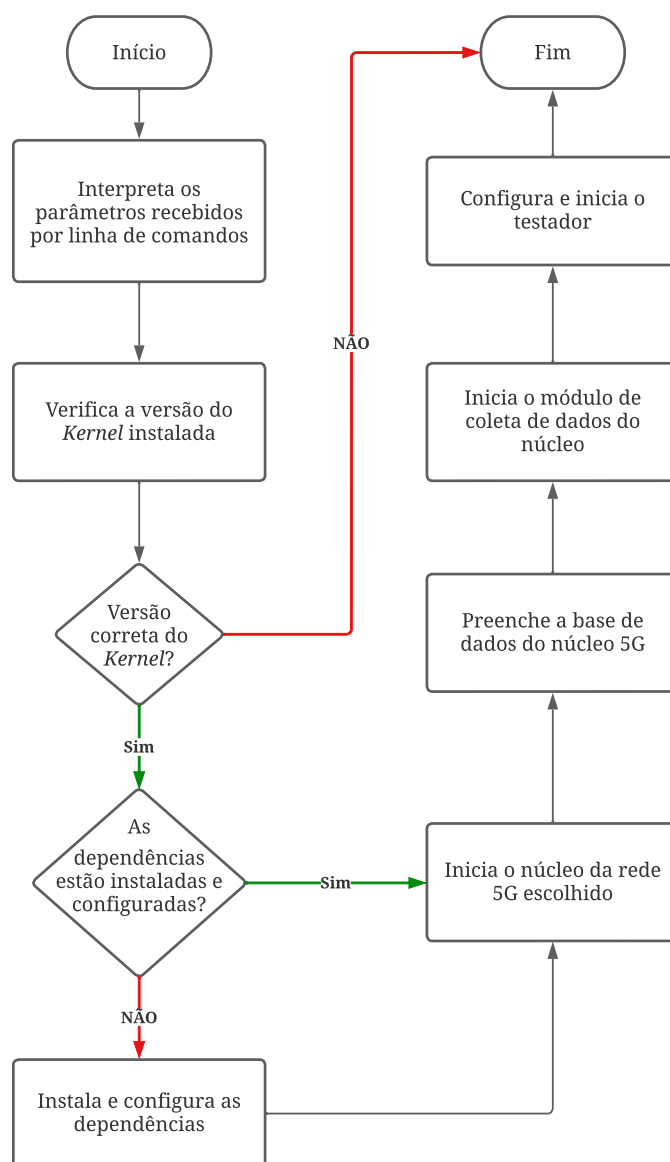 Início
Interpreta os
parâmetros recebidos
por linha de comandos
Verifica a versão do
Kernel instalada
Versão
correta do
Kernel?
NÃO
Sim
As
dependências
estão instaladas e
configuradas?
Sim
NÃO
Instala e configura as
dependências
Inicia o núcleo da rede
5G escolhido
Preenche a base de
dados do núcleo 5G
Inicia o módulo de
coleta de dados do
núcleo
Configura e inicia o
testador
Fim